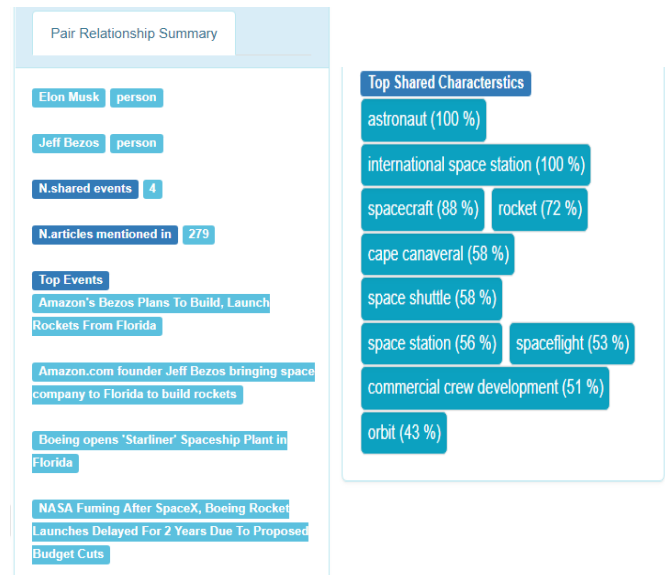 Pair Relationship Summary
Elon Musk person
Jeff Bezos person
N.shared events 4
N.articles mentioned in 279
Top Events
Amazon's Bezos Plans To Build, Launch
Rockets From Florida
Amazon.com founder Jeff Bezos bringing space
company to Florida to build rockets
Boeing opens 'Starliner' Spaceship Plant in
Florida
NASA Fuming After SpaceX, Boeing Rocket
Launches Delayed For 2 Years Due To Proposed
Budget Cuts
Top Shared Characterstics
astronaut (100 %)
international space station (100 %)
spacecraft (88 %) rocket (72 %)
cape canaveral (58 %)
space shuttle (58 %)
space station (56 %) spaceflight (53 %)
commercial crew development (51 %)
orbit (43 %)